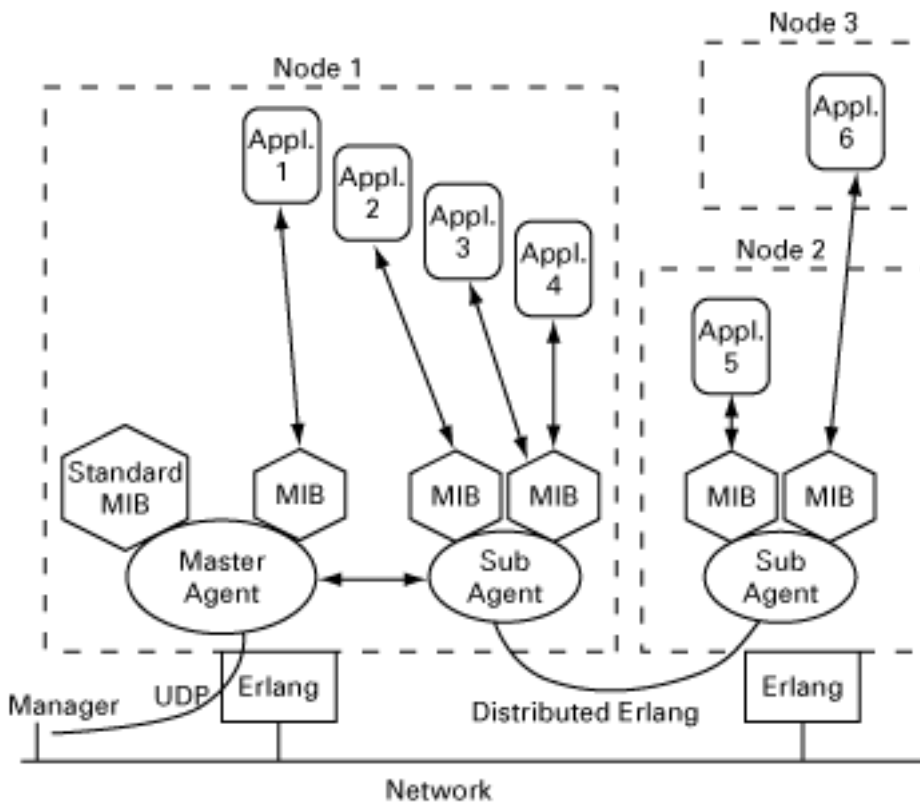 Node 3
Node 1
Appl.
6
Appl.
1
Appl.
2
Appl.
3
Appl.
4
Node 2
Appl.
5
Standard
MIB
MIB
MIB
MIB
MIB
MIB
Master
Agent
Sub
Agent
Sub
Agent
Manager
UDP
Erlang
Distributed Erlang
Erlang
Network